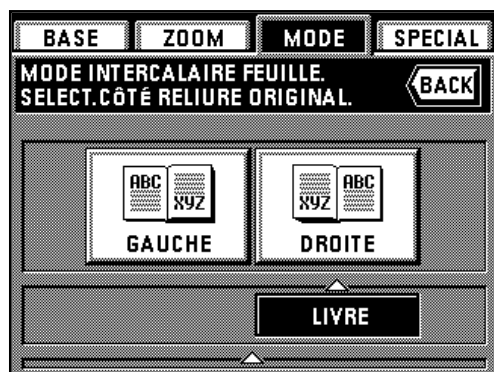 BASE ZOOM MODE SPECIAL
MODE INTERCALAIRE FEUILLE.
SELECT.CÔTÉ RELIURE ORIGINAL.
BACK
ABC XYZ
XYZ ABC
GAUCHE DROITE
LIVRE